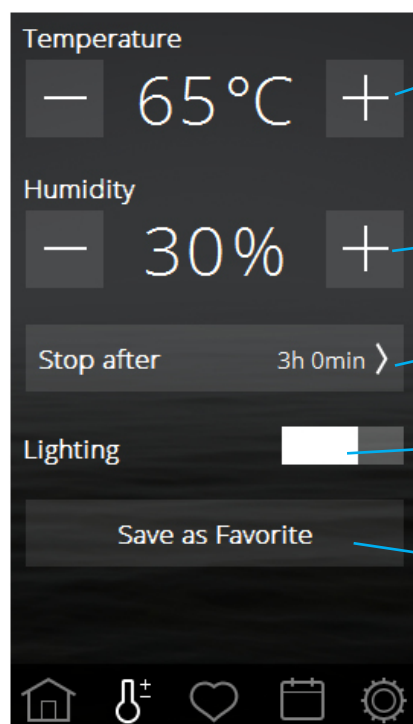 Temperature
65°C
Humidity
30%
Stop after 3h 0min
Lighting
Save as Favorite